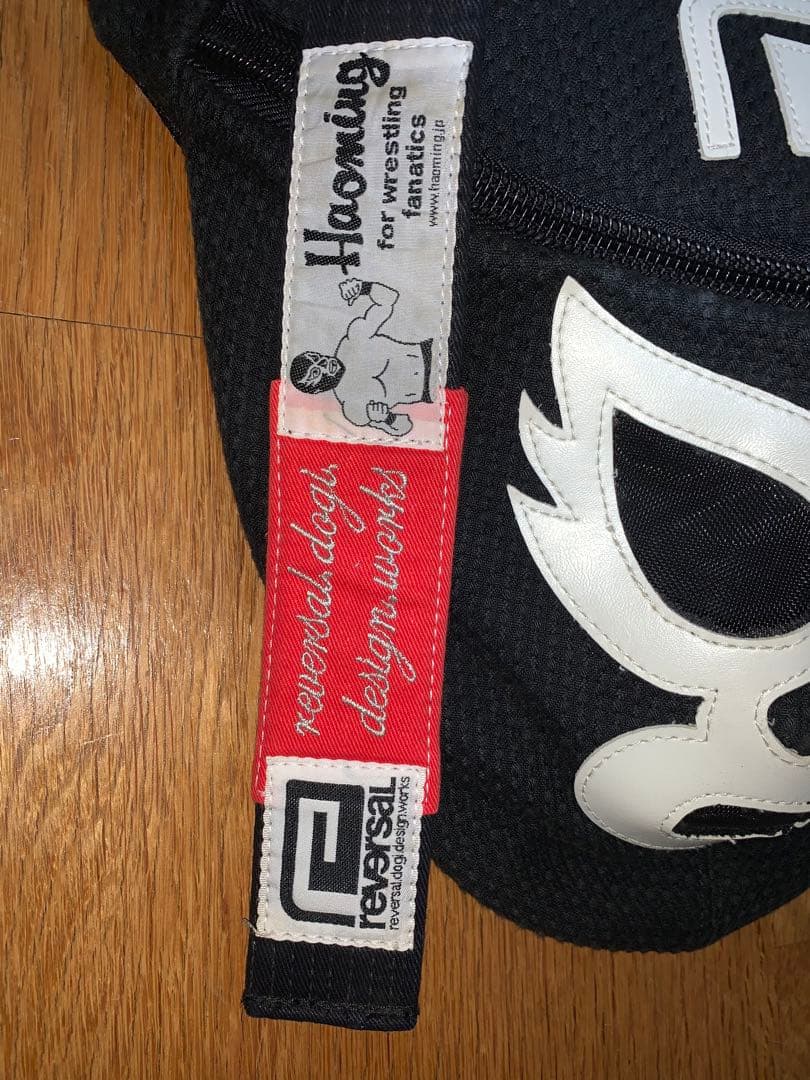 Haoming
for wrestling
fanatics
www.haoming.jp
reversal.dogi.
design.works
reversal
reversal.dogi.design.works